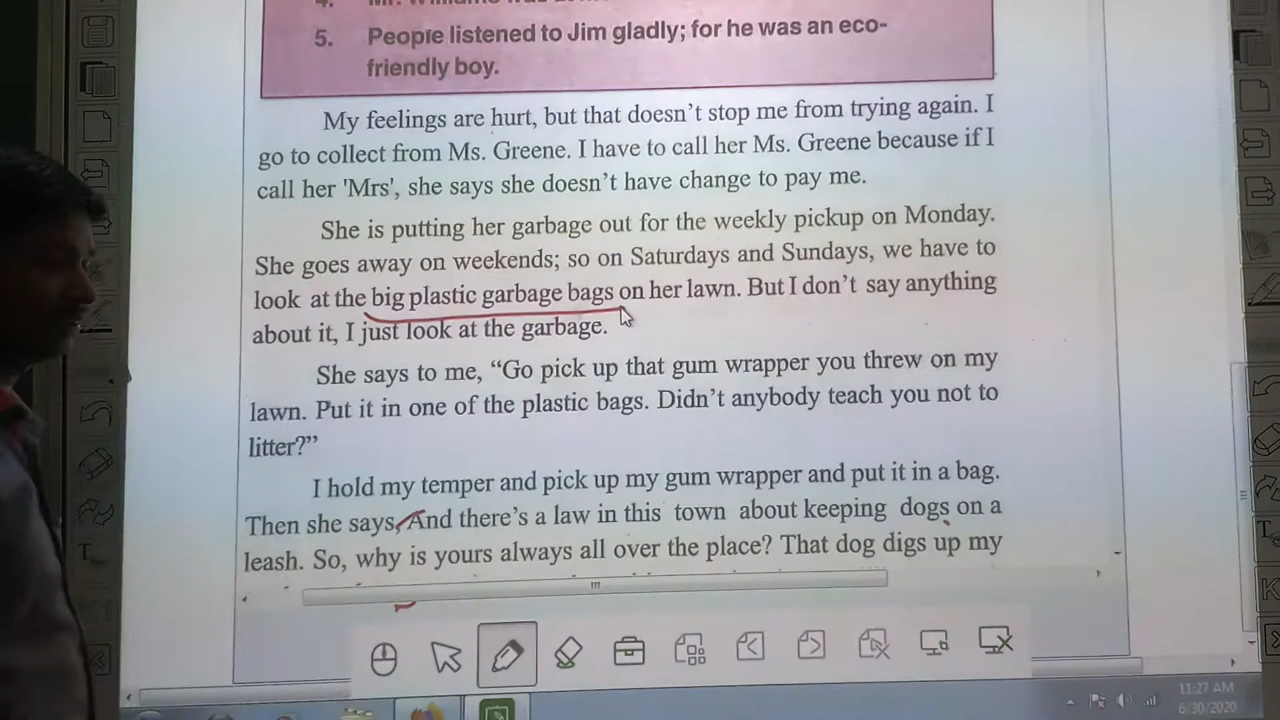 5. People listened to Jim gladly; for he was an eco-
friendly boy.
My feelings are hurt, but that doesn't stop me from trying again. I
go to collect from Ms. Greene. I have to call her Ms. Greene because if I
call her 'Mrs', she says she doesn't have change to pay me.
She is putting her garbage out for the weekly pickup on Monday.
She goes away on weekends; so on Saturdays and Sundays, we have to
look at the big plastic garbage bags on her lawn. But I don't say anything
about it, I just look at the garbage.
She says to me, “Go pick up that gum wrapper you threw on my
lawn. Put it in one of the plastic bags. Didn't anybody teach you not to
litter?”
I hold my temper and pick up my gum wrapper and put it in a bag.
Then she says, And there's a law in this town about keeping dogs on a
leash. So, why is yours always all over the place? That dog digs up my
11:27 AM
6/30/2020